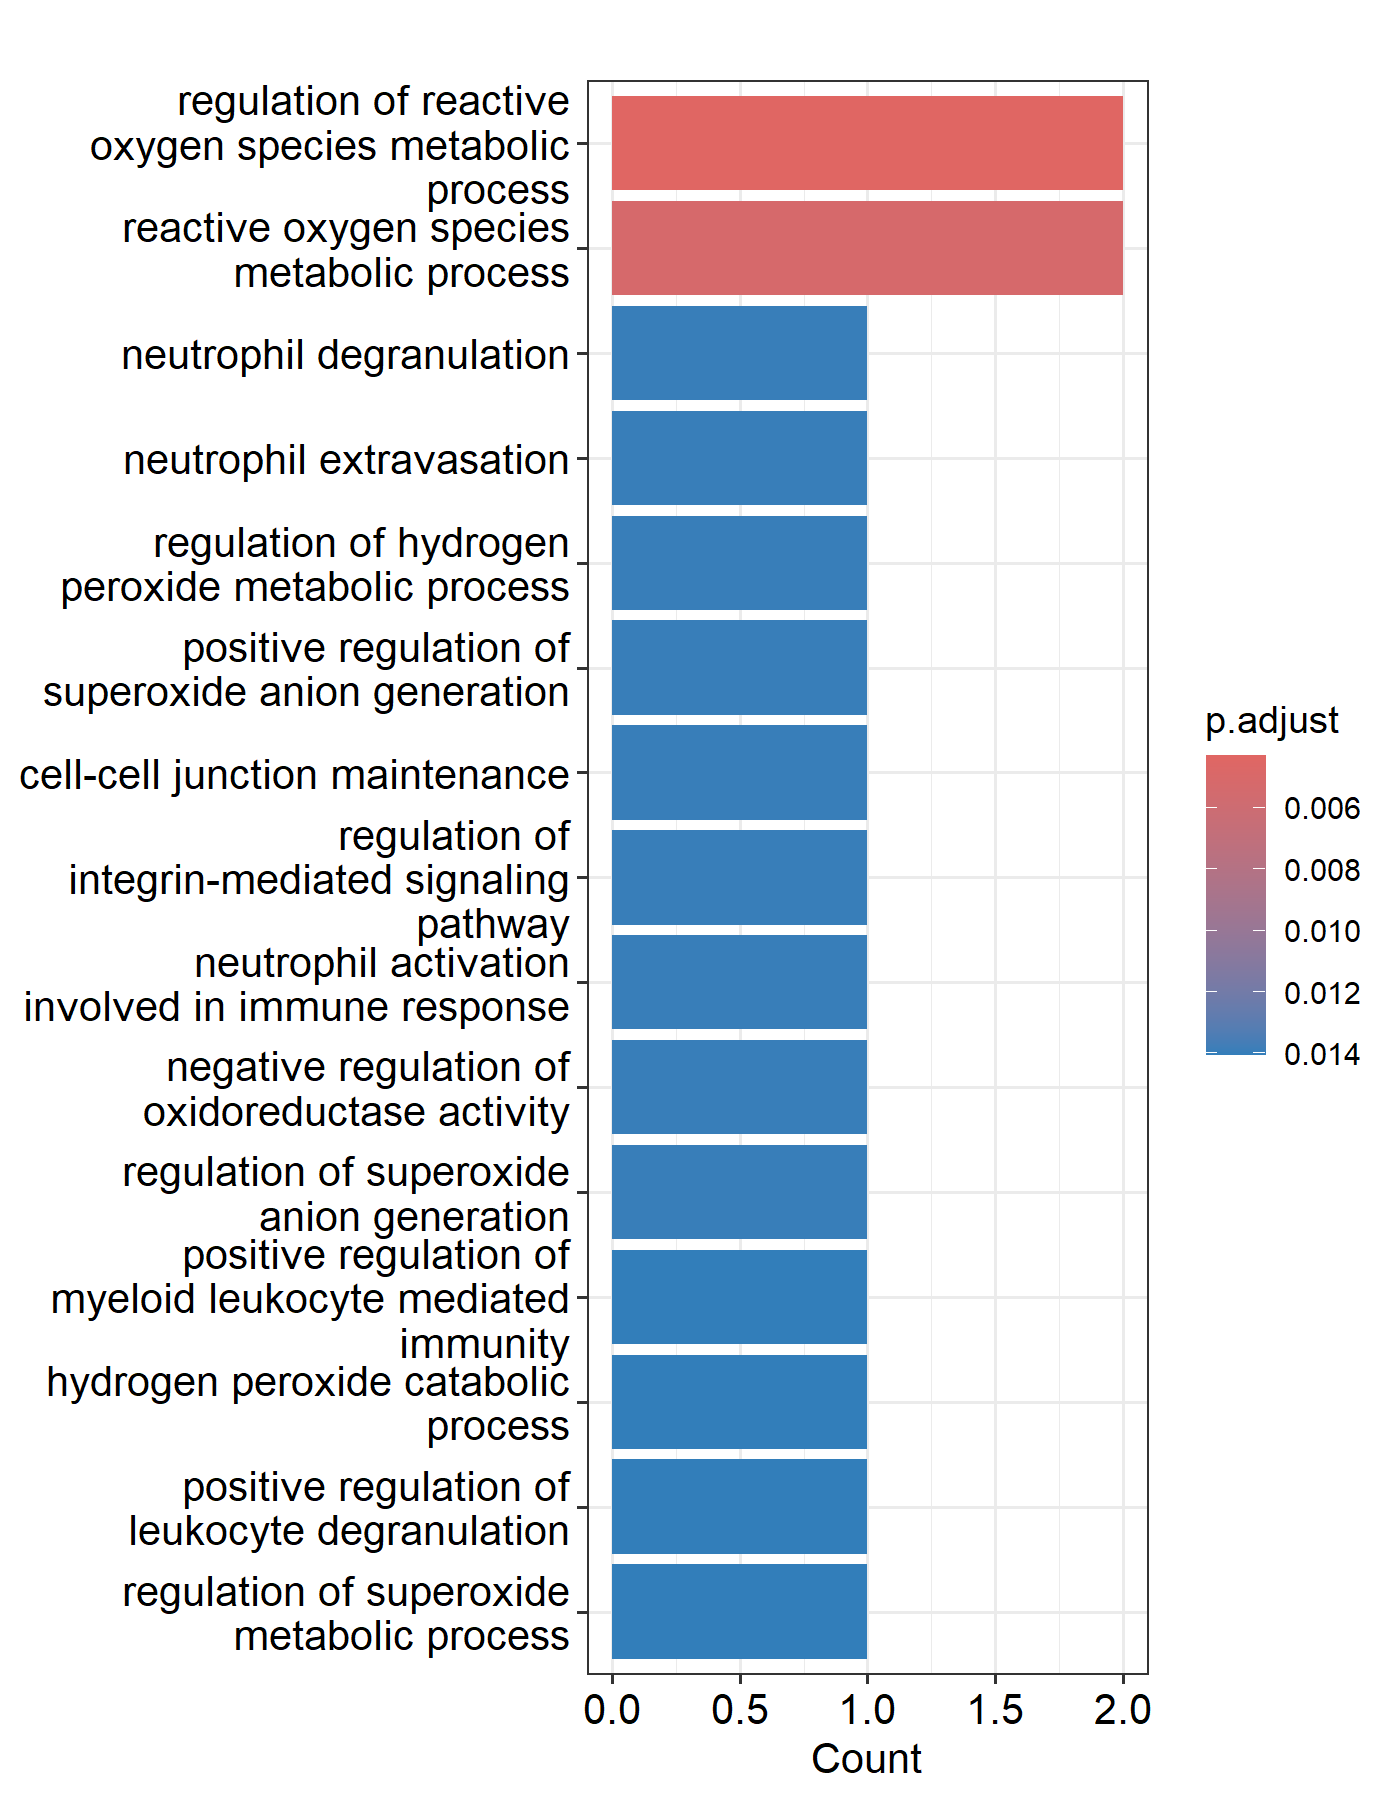 regulation of reactive
oxygen species metabolic
process
reactive oxygen species
metabolic process
neutrophil degranulation
neutrophil extravasation
regulation of hydrogen
peroxide metabolic process
positive regulation of
superoxide anion generation
cell-cell junction maintenance
regulation of
integrin-mediated signaling
pathway
neutrophil activation
involved in immune response
negative regulation of
oxidoreductase activity
regulation of superoxide
anion generation
positive regulation of
myeloid leukocyte mediated
immunity
hydrogen peroxide catabolic
process
positive regulation of
leukocyte degranulation
regulation of superoxide
metabolic process
0.0 0.5 1.0 1.5 2.0
Count
p.adjust
0.006
0.008
0.010
0.012
0.014